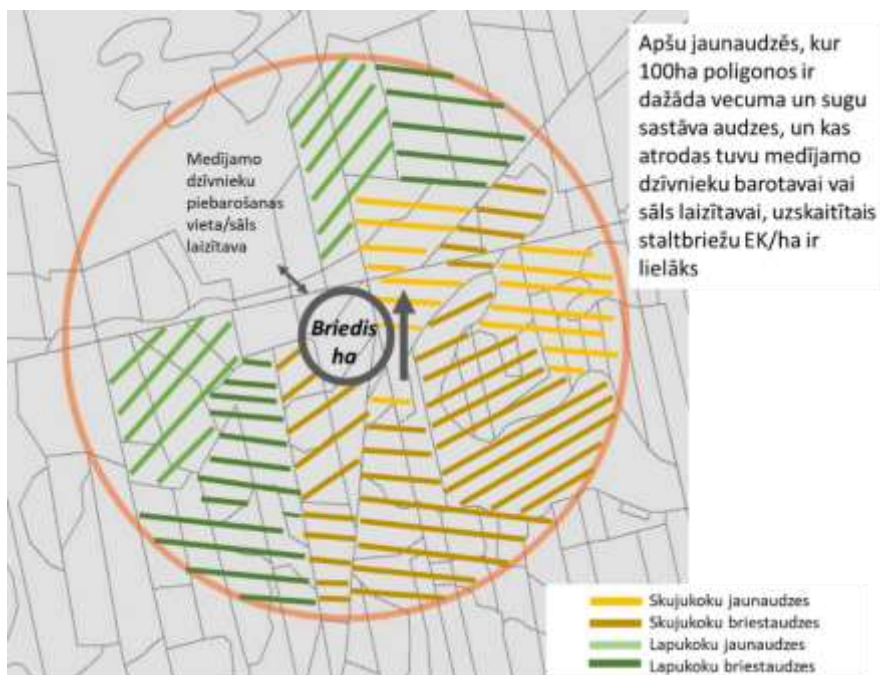 Apšu jaunaudzēs, kur
100ha poligonos ir
dažāda vecuma un sugu
sastāva audzes, un kas
atrodas tuvu medījamo
dzīvnieku barotavai vai
sāls laizītavai, uzskaitītais
staltbriežu EK/ha ir
lielāks
Medījamo
dzīvnieku
piebarošanas
vieta/sāls
laizītava
Briedis
ha
Skujukoku jaunaudzes
Skujukoku briestaudzes
Lapukoku jaunaudzes
Lapukoku briestaudzes